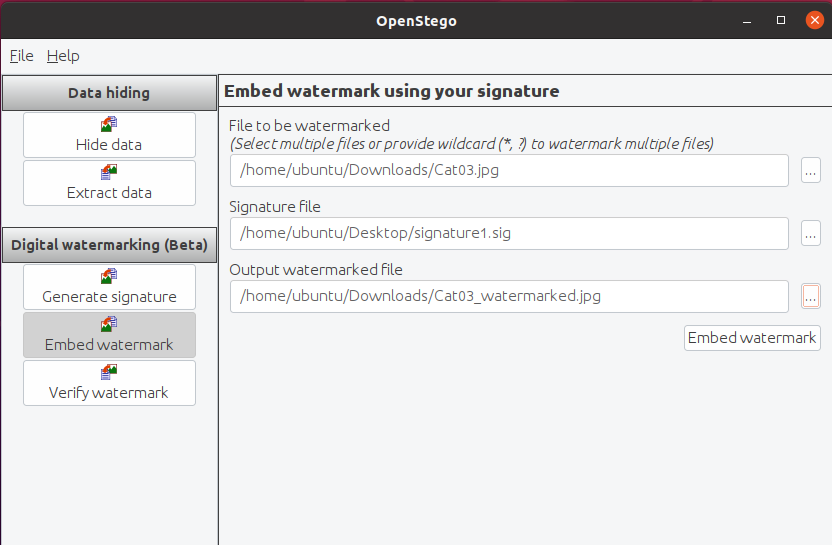 OpenStego
File Help
Data hiding
Hide data
Extract data
Digital watermarking (Beta)
Generate signature
Embed watermark
Verify watermark
Embed watermark using your signature
File to be watermarked
(Select multiple files or provide wildcard (*, ?) to watermark multiple files)
/home/ubuntu/Downloads/Cat03.jpg
...
Signature file
/home/ubuntu/Desktop/signature1.sig
...
Output watermarked file
/home/ubuntu/Downloads/Cat03_watermarked.jpg
...
Embed watermark